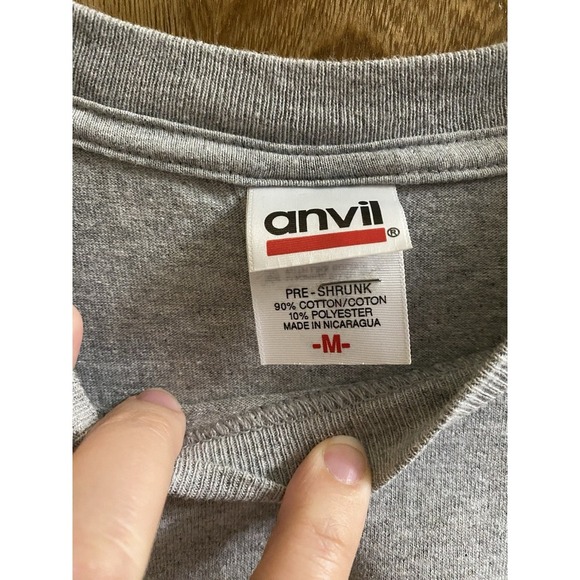 anvil®
PRE-SHRUNK
90% COTTON/COTON
10% POLYESTER
MADE IN NICARAGUA
-M-